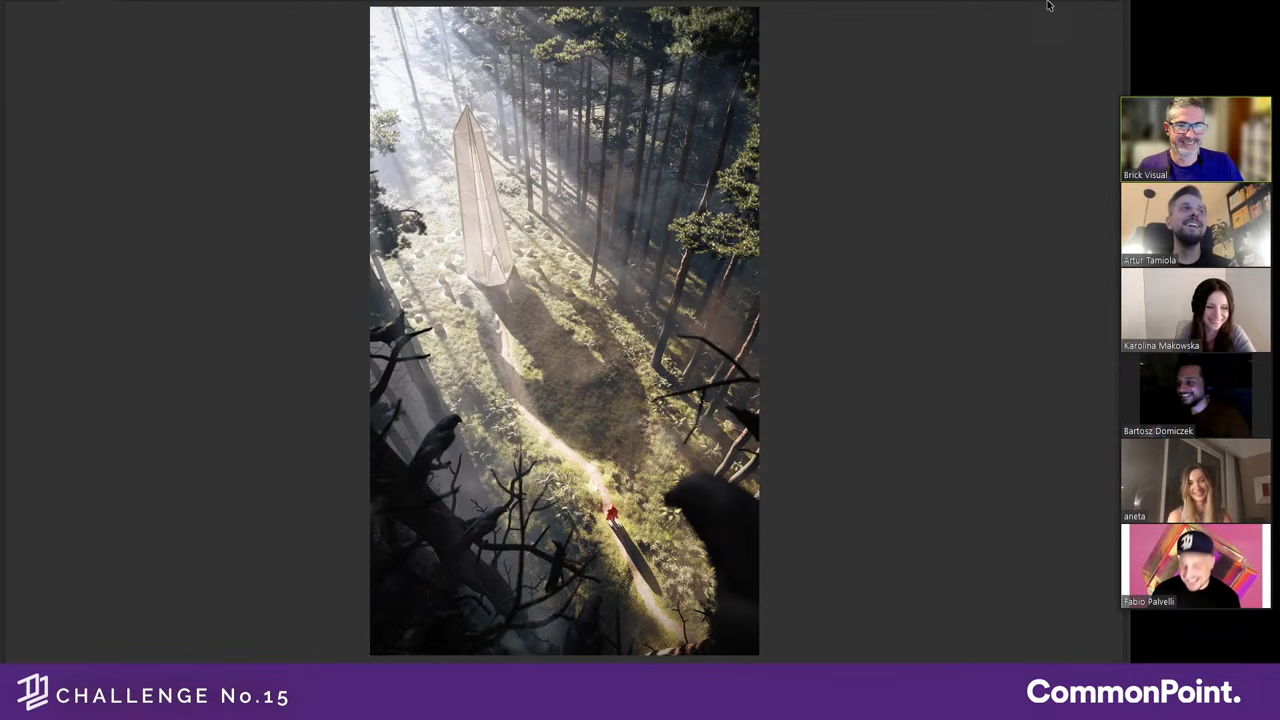 Brick Visual
Artur Tamiola
Karolina Makowska
Bartosz Domiczek
aneta
Fabio Palvelli
CHALLENGE No.15
CommonPoint.